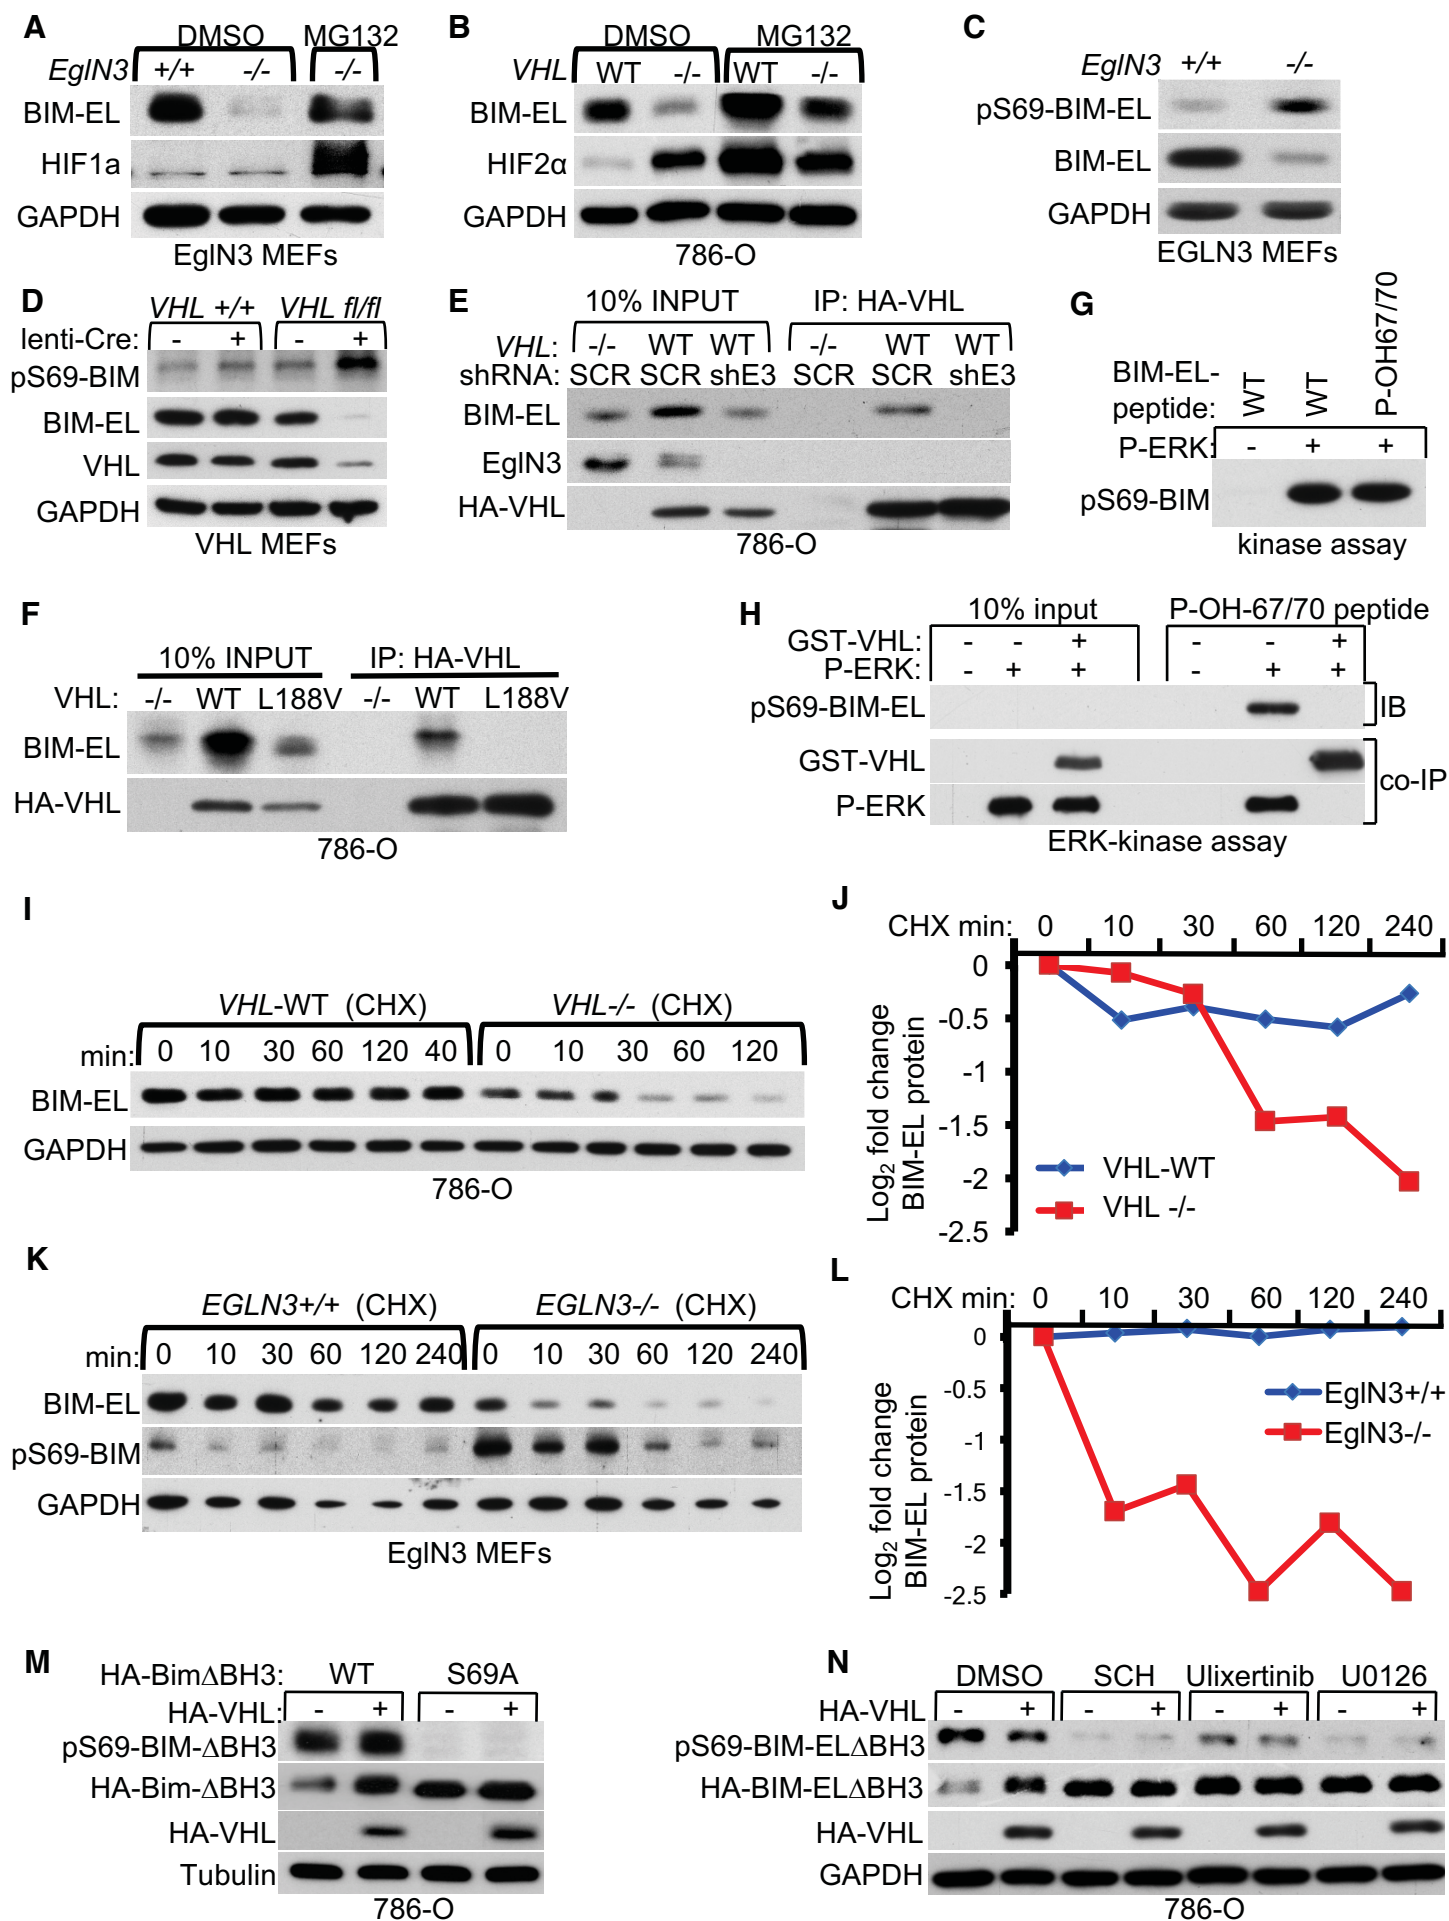 A
DMSO MG132
EglN3 +/+ -/- -/-
BIM-EL
HIF1a
GAPDH
EglN3 MEFs
B
DMSO MG132
VHL WT -/- WT -/-
BIM-EL
HIF2α
GAPDH
786-O
C
EglN3 +/+ -/-
pS69-BIM-EL
BIM-EL
GAPDH
EGLN3 MEFs
D
VHL +/+ VHL fl/fl
lenti-Cre: - + - +
pS69-BIM
BIM-EL
VHL
GAPDH
VHL MEFs
E
10% INPUT IP: HA-VHL
VHL: -/- WT WT -/- WT WT
shRNA: SCR SCR shE3 SCR SCR shE3
BIM-EL
EglN3
HA-VHL
786-O
G
BIM-EL-peptide: WT WT P-OH67/70
P-ERK: - + +
pS69-BIM
kinase assay
F
10% INPUT IP: HA-VHL
VHL: -/- WT L188V -/- WT L188V
BIM-EL
HA-VHL
786-O
H
10% input P-OH-67/70 peptide
GST-VHL: - - + - - +
P-ERK: - + + - + +
pS69-BIM-EL IB
GST-VHL
co-IP
P-ERK
ERK-kinase assay
I
VHL-WT (CHX) VHL-/- (CHX)
min: 0 10 30 60 120 40 0 10 30 60 120
BIM-EL
GAPDH
786-O
J
CHX min: 0 10 30 60 120 240
0
-0.5
-1
-1.5
-2
-2.5
Log2 fold change
BIM-EL protein
VHL-WT
VHL -/-
K
EGLN3+/+ (CHX) EGLN3-/- (CHX)
min: 0 10 30 60 120 240 0 10 30 60 120 240
BIM-EL
pS69-BIM
GAPDH
EglN3 MEFs
L
CHX min: 0 10 30 60 120 240
0
-0.5
-1
-1.5
-2
-2.5
Log2 fold change
BIM-EL protein
EglN3+/+
EglN3-/-
M
HA-Bim∆BH3: WT S69A
HA-VHL: - + - +
pS69-BIM-∆BH3
HA-Bim-∆BH3
HA-VHL
Tubulin
786-O
N
DMSO SCH Ulixertinib U0126
HA-VHL - + - + - + - +
pS69-BIM-EL∆BH3
HA-BIM-EL∆BH3
HA-VHL
GAPDH
786-O